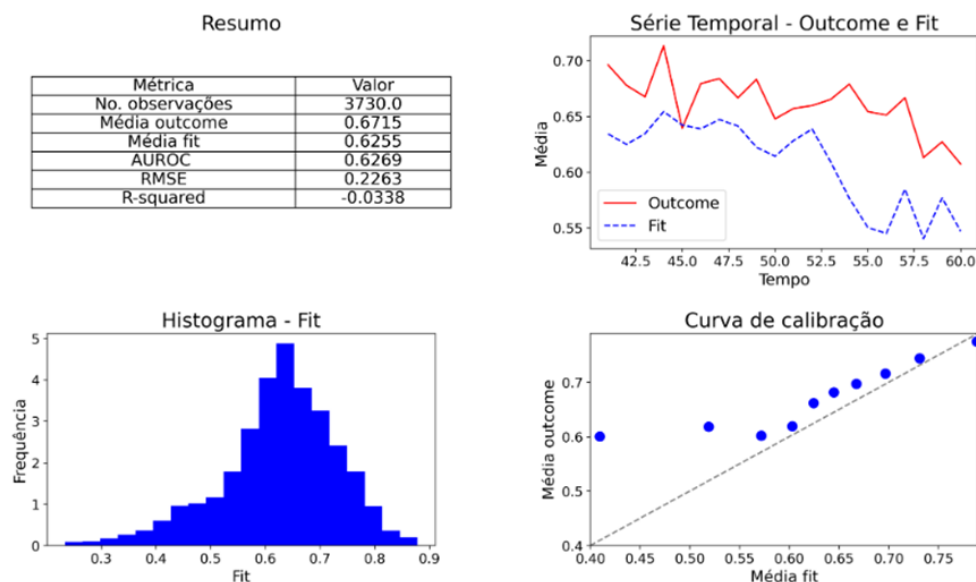 Resumo
Métrica Valor
No. observações 3730.0
Média outcome 0.6715
Média fit 0.6255
AUROC 0.6269
RMSE 0.2263
R-squared -0.0338
Série Temporal - Outcome e Fit
Média
0.70
0.65
0.60
0.55
Outcome
Fit
42.5 45.0 47.5 50.0 52.5 55.0 57.5 60.0
Tempo
Histograma - Fit
Frequência
5
4
3
2
1
0
0.3 0.4 0.5 0.6 0.7 0.8 0.9
Fit
Curva de calibração
Média outcome
0.7
0.6
0.5
0.4
0.40 0.45 0.50 0.55 0.60 0.65 0.70 0.75
Média fit